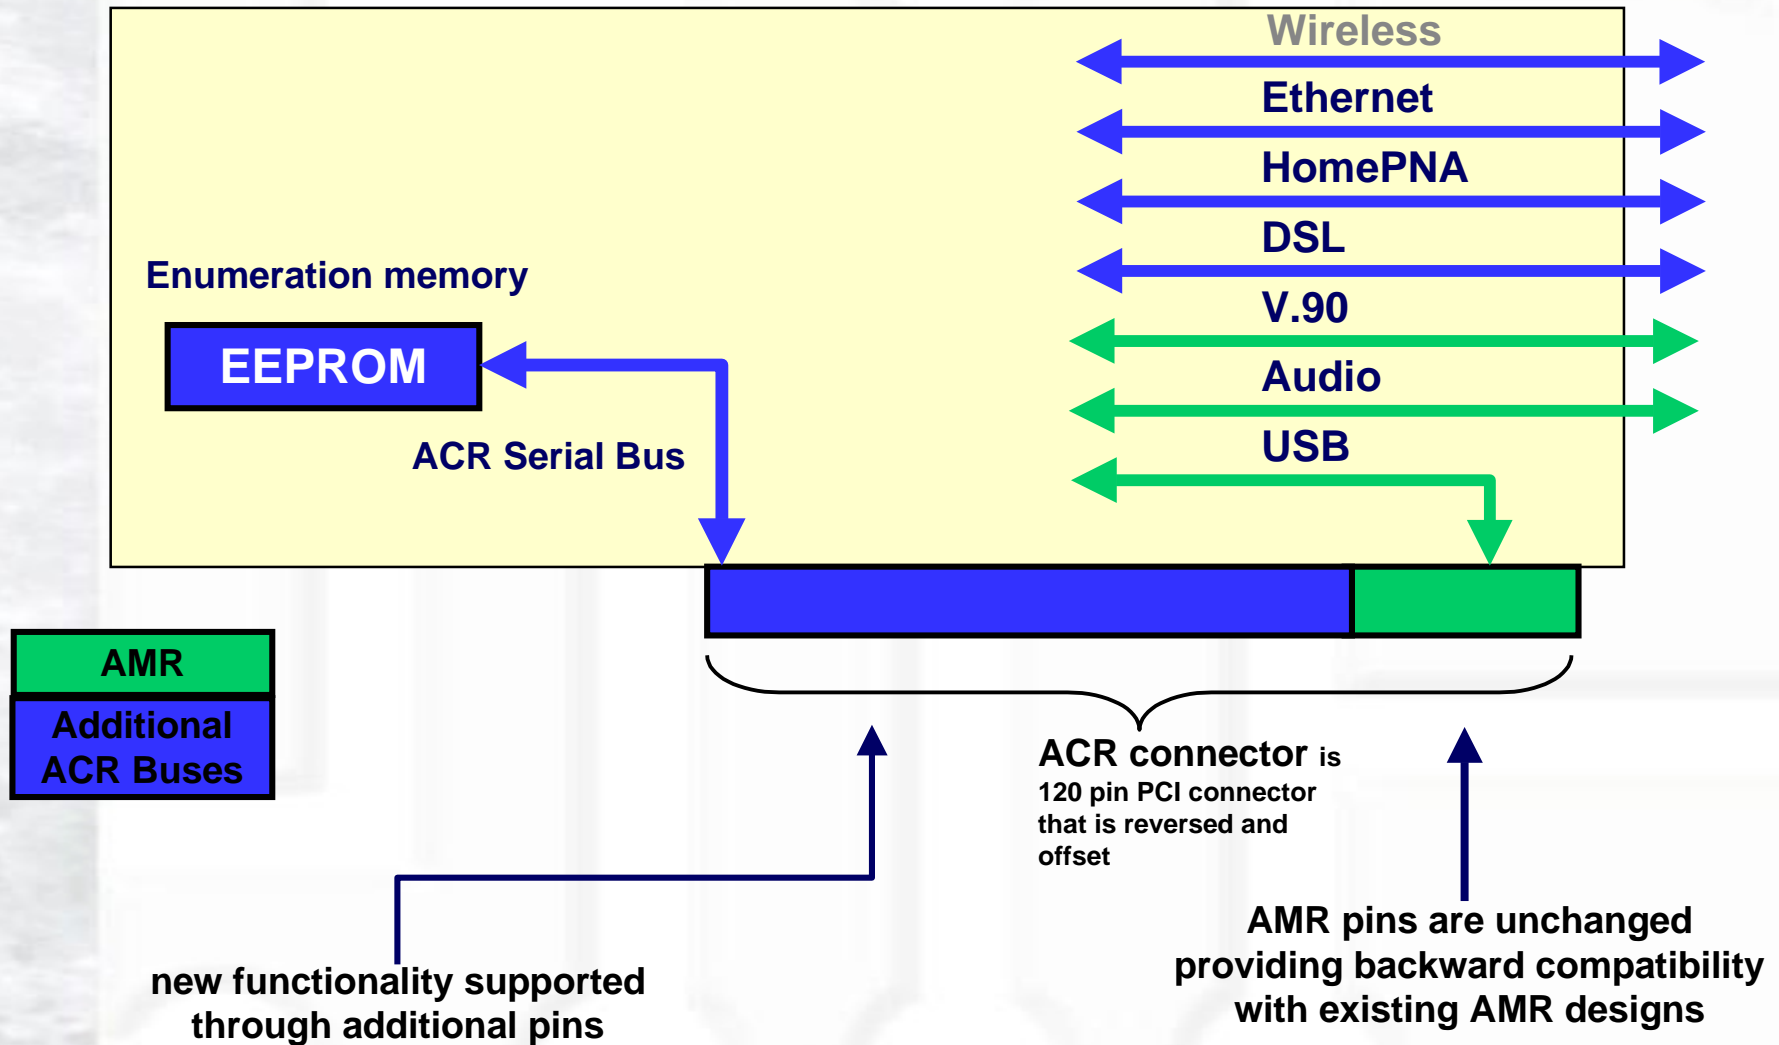 Wireless
Ethernet
HomePNA
DSL
V.90
Audio
USB
Enumeration memory
EEPROM
ACR Serial Bus
AMR
Additional
ACR Buses
ACR connector is
120 pin PCI connector
that is reversed and
offset
new functionality supported
through additional pins
AMR pins are unchanged
providing backward compatibility
with existing AMR designs